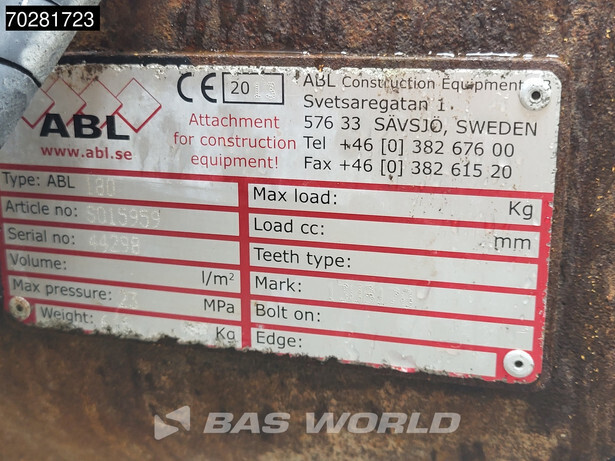 70281723
ABL
www.abl.se
CE 20
Attachment
for construction
equipment!
ABL Construction Equipment
Svetsaregatan 1
576 33 SÄVSJÖ, SWEDEN
Tel +46 [0] 382 676 00
Fax +46 [0] 382 615 20
Type: ABL 180
Article no: S015959
Serial no: 44298
Volume: l/m²
Max pressure: MPa
Weight: Kg
Max load: Kg
Load cc: mm
Teeth type:
Mark:
Bolt on:
Edge:
BAS WORLD